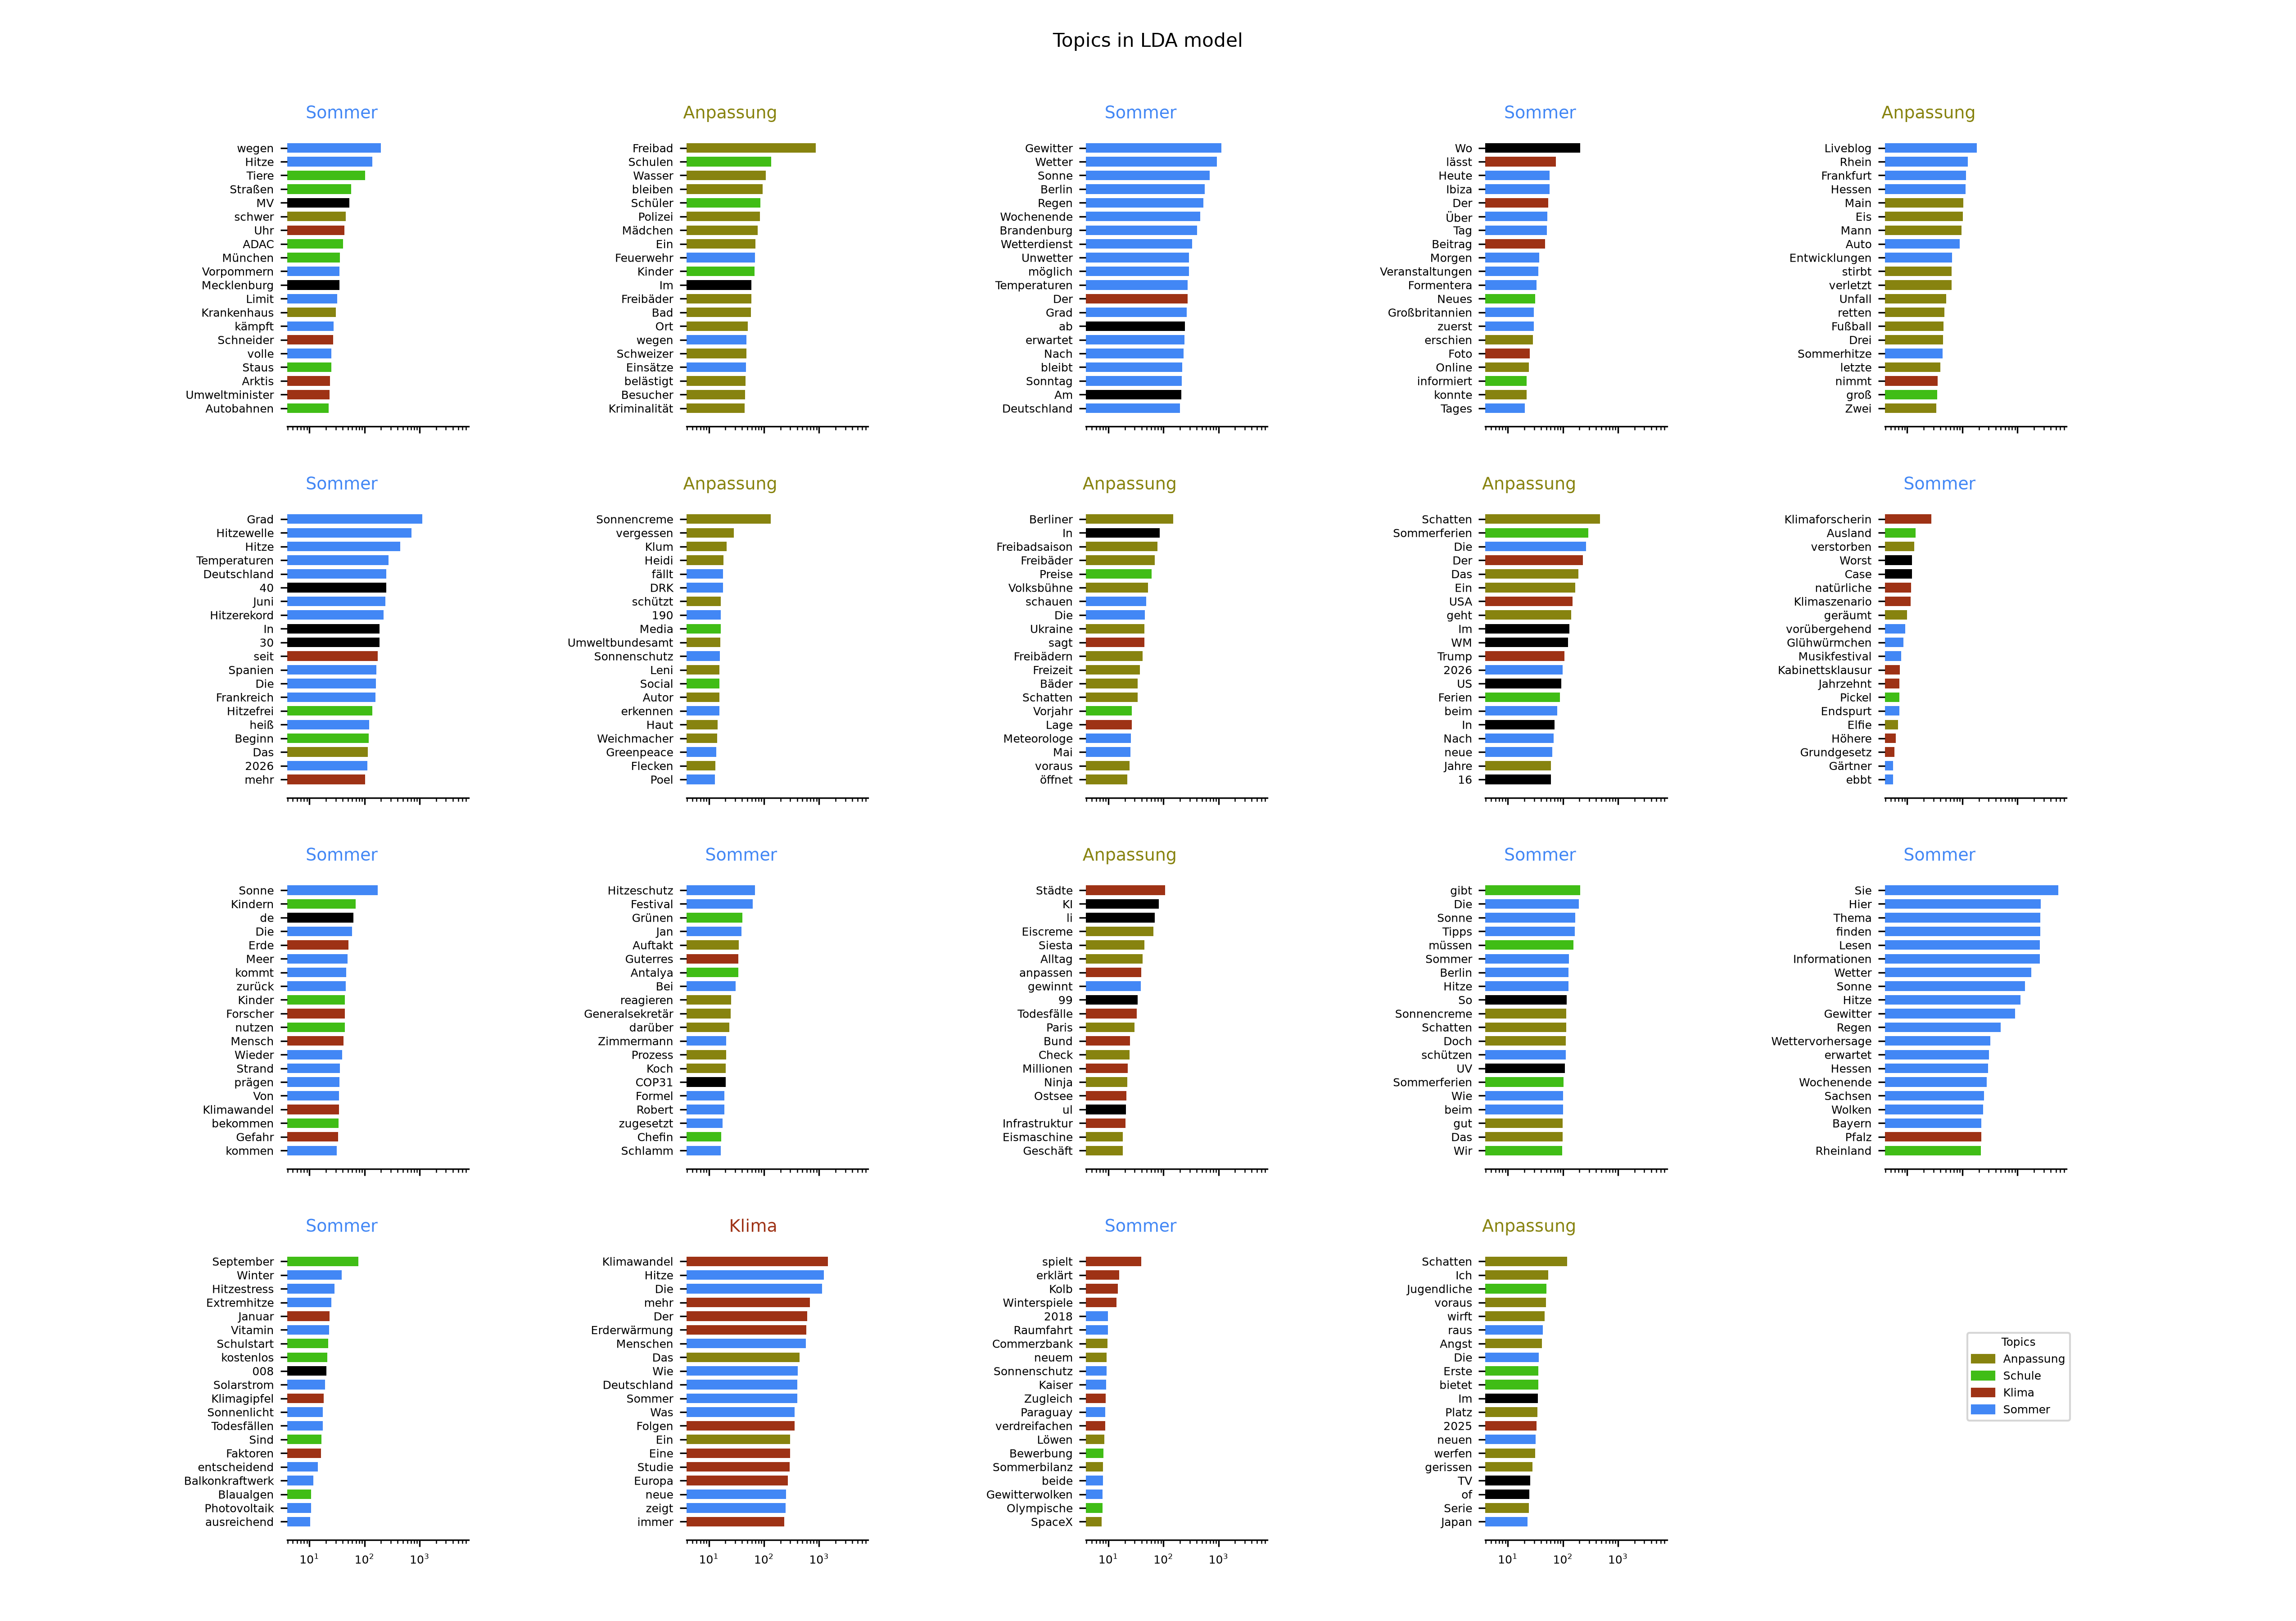 Topics in LDA model
Sommer
wegen
Hitze
Tiere
Straßen
MV
schwer
Uhr
ADAC
München
Vorpommern
Mecklenburg
Limit
Krankenhaus
kämpft
Schneider
volle
Staus
Arktis
Umweltminister
Autobahnen
Anpassung
Freibad
Schulen
Wasser
bleiben
Schüler
Polizei
Mädchen
Ein
Feuerwehr
Kinder
Im
Freibäder
Bad
Ort
wegen
Schweizer
Einsätze
belästigt
Besucher
Kriminalität
Sommer
Gewitter
Wetter
Sonne
Berlin
Regen
Wochenende
Brandenburg
Wetterdienst
Unwetter
möglich
Temperaturen
Der
Grad
ab
erwartet
Nach
bleibt
Sonntag
Am
Deutschland
Sommer
Wo
lässt
Heute
Ibiza
Der
Über
Tag
Beitrag
Morgen
Veranstaltungen
Formentera
Neues
Großbritannien
zuerst
erschien
Foto
Online
informiert
konnte
Tages
Anpassung
Liveblog
Rhein
Frankfurt
Hessen
Main
Eis
Mann
Auto
Entwicklungen
stirbt
verletzt
Unfall
retten
Fußball
Drei
Sommerhitze
letzte
nimmt
groß
Zwei
Sommer
Grad
Hitzewelle
Hitze
Temperaturen
Deutschland
40
Juni
Hitzerekord
In
30
seit
Spanien
Die
Frankreich
Hitzefrei
heiß
Beginn
Das
2026
mehr
Anpassung
Sonnencreme
vergessen
Klum
Heidi
fällt
DRK
schützt
190
Media
Umweltbundesamt
Sonnenschutz
Leni
Social
Autor
erkennen
Haut
Weichmacher
Greenpeace
Flecken
Poel
Anpassung
Berliner
In
Freibadsaison
Freibäder
Preise
Volksbühne
schauen
Die
Ukraine
sagt
Freibädern
Freizeit
Bäder
Schatten
Vorjahr
Lage
Meteorologe
Mai
voraus
öffnet
Anpassung
Schatten
Sommerferien
Die
Der
Das
Ein
USA
geht
Im
WM
Trump
2026
US
Ferien
beim
In
Nach
neue
Jahre
16
Sommer
Klimaforscherin
Ausland
verstorben
Worst
Case
natürliche
Klimaszenario
geräumt
vorübergehend
Glühwürmchen
Musikfestival
Kabinettsklausur
Jahrzehnt
Pickel
Endspurt
Elfie
Höhere
Grundgesetz
Gärtner
ebbt
Sommer
Sonne
Kindern
de
Die
Erde
Meer
kommt
zurück
Kinder
Forscher
nutzen
Mensch
Wieder
Strand
prägen
Von
Klimawandel
bekommen
Gefahr
kommen
Sommer
Hitzeschutz
Festival
Grünen
Jan
Auftakt
Guterres
Antalya
Bei
reagieren
Generalsekretär
darüber
Zimmermann
Prozess
Koch
COP31
Formel
Robert
zugesetzt
Chefin
Schlamm
Anpassung
Städte
KI
li
Eiscreme
Siesta
Alltag
anpassen
gewinnt
99
Todesfälle
Paris
Bund
Check
Millionen
Ninja
Ostsee
ul
Infrastruktur
Eismaschine
Geschäft
Sommer
gibt
Die
Sonne
Tipps
müssen
Sommer
Berlin
Hitze
So
Sonnencreme
Schatten
Doch
schützen
UV
Sommerferien
Wie
beim
gut
Das
Wir
Sommer
Sie
Hier
Thema
finden
Lesen
Informationen
Wetter
Sonne
Hitze
Gewitter
Regen
Wettervorhersage
erwartet
Hessen
Wochenende
Sachsen
Wolken
Bayern
Pfalz
Rheinland
Sommer
September
Winter
Hitzestress
Extremhitze
Januar
Vitamin
Schulstart
kostenlos
008
Solarstrom
Klimagipfel
Sonnenlicht
Todesfällen
Sind
Faktoren
entscheidend
Balkonkraftwerk
Blaualgen
Photovoltaik
ausreichend
10¹ 10² 10³
Klima
Klimawandel
Hitze
Die
mehr
Der
Erderwärmung
Menschen
Das
Wie
Deutschland
Sommer
Was
Folgen
Ein
Eine
Studie
Europa
neue
zeigt
immer
10¹ 10² 10³
Sommer
spielt
erklärt
Kolb
Winterspiele
2018
Raumfahrt
Commerzbank
neuem
Sonnenschutz
Kaiser
Zugleich
Paraguay
verdreifachen
Löwen
Bewerbung
Sommerbilanz
beide
Gewitterwolken
Olympische
SpaceX
10¹ 10² 10³
Anpassung
Schatten
Ich
Jugendliche
voraus
wirft
raus
Angst
Die
Erste
bietet
Im
Platz
2025
neuen
werfen
gerissen
TV
of
Serie
Japan
10¹ 10² 10³
Topics
Anpassung
Schule
Klima
Sommer